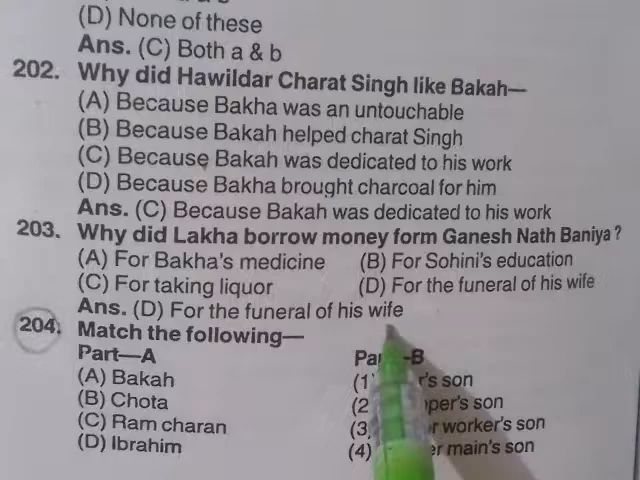 (D) None of these
Ans. (C) Both a & b
202. Why did Hawildar Charat Singh like Bakah—
(A) Because Bakha was an untouchable
(B) Because Bakah helped charat Singh
(C) Because Bakah was dedicated to his work
(D) Because Bakha brought charcoal for him
Ans. (C) Because Bakah was dedicated to his work
203. Why did Lakha borrow money form Ganesh Nath Baniya?
(A) For Bakha's medicine (B) For Sohini's education
(C) For taking liquor (D) For the funeral of his wife
Ans. (D) For the funeral of his wife
204. Match the following—
Part—A -B
(A) Bakah (1) son
(B) Chota (2 son
(C) Ram charan (3 worker's son
(D) Ibrahim (4) main's son